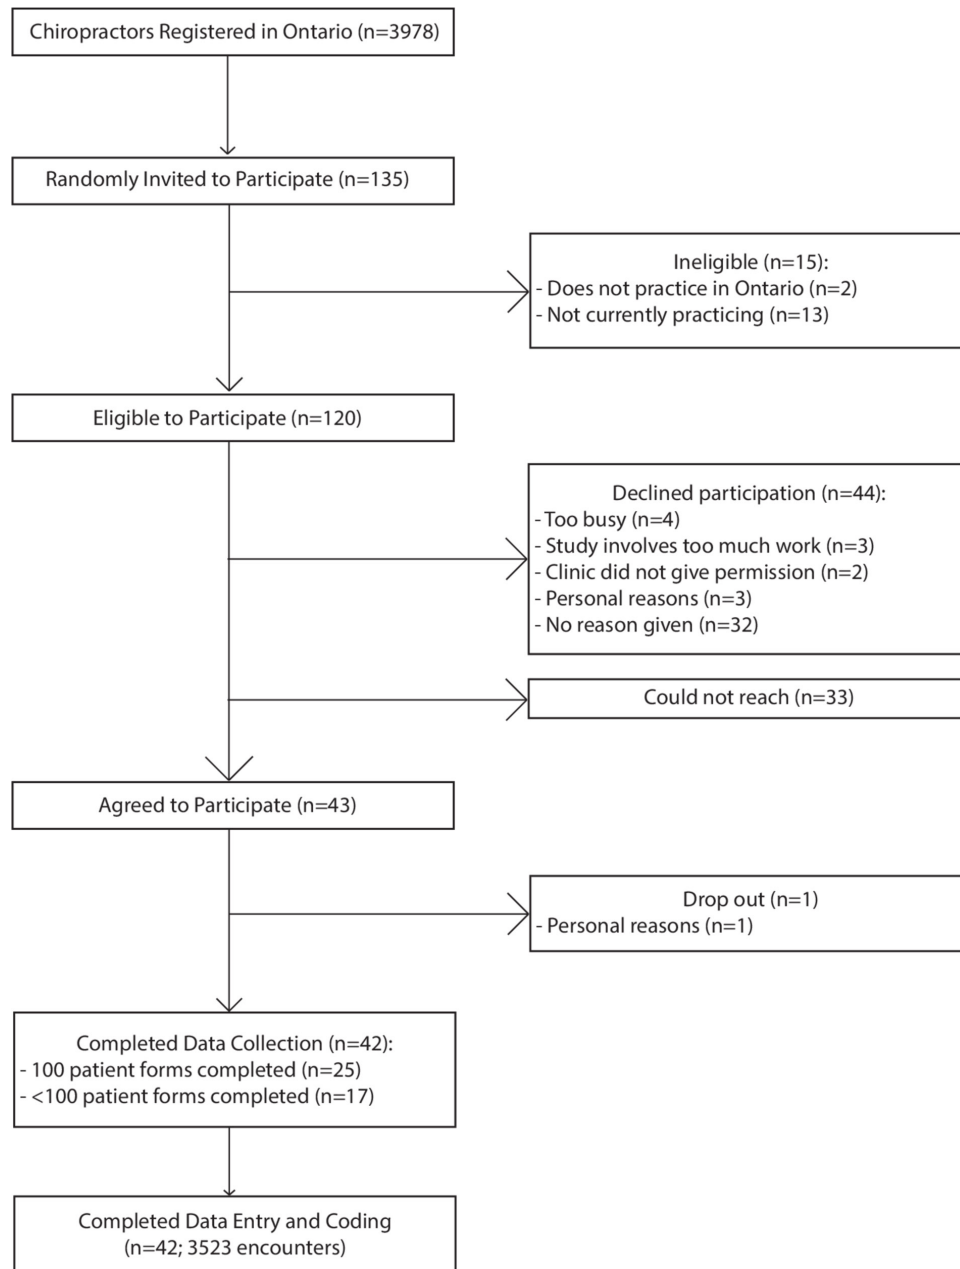 Chiropractors Registered in Ontario (n=3978)
Randomly Invited to Participate (n=135)
Ineligible (n=15):
- Does not practice in Ontario (n=2)
- Not currently practicing (n=13)
Eligible to Participate (n=120)
Declined participation (n=44):
- Too busy (n=4)
- Study involves too much work (n=3)
- Clinic did not give permission (n=2)
- Personal reasons (n=3)
- No reason given (n=32)
Could not reach (n=33)
Agreed to Participate (n=43)
Drop out (n=1)
- Personal reasons (n=1)
Completed Data Collection (n=42):
- 100 patient forms completed (n=25)
- <100 patient forms completed (n=17)
Completed Data Entry and Coding
(n=42; 3523 encounters)